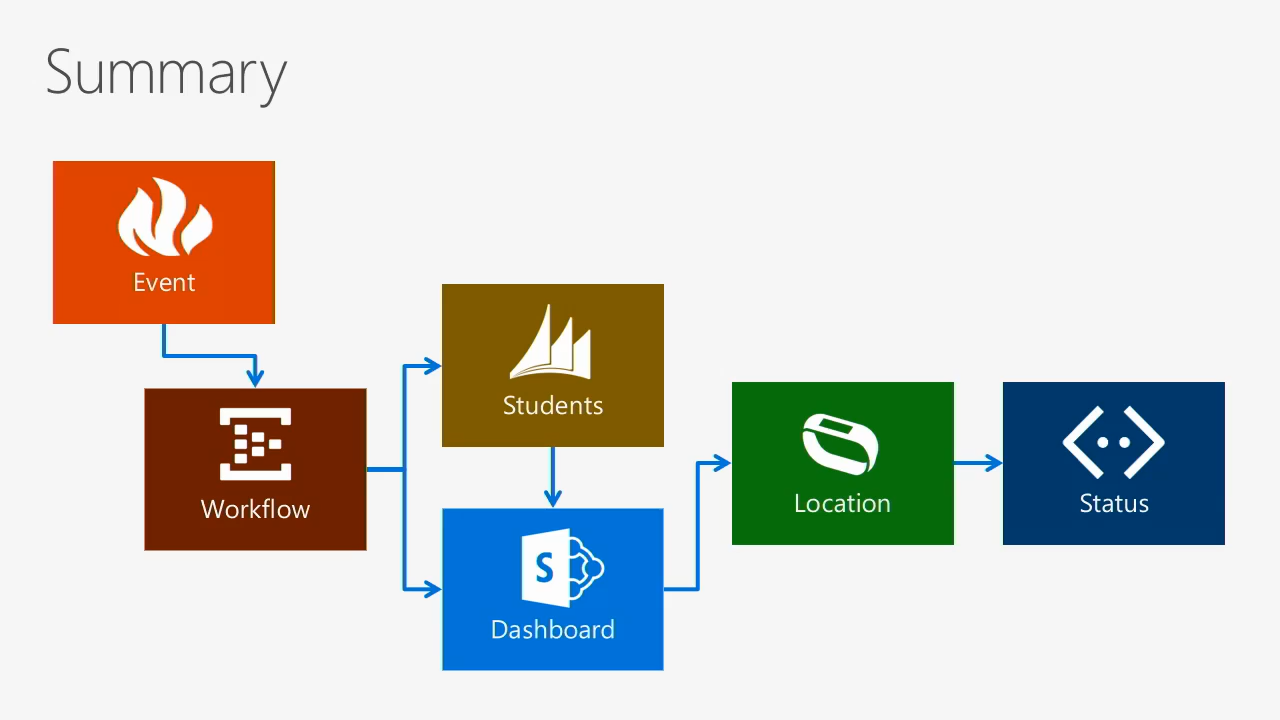 Summary
Event
Students
Workflow
Location
Status
S
Dashboard